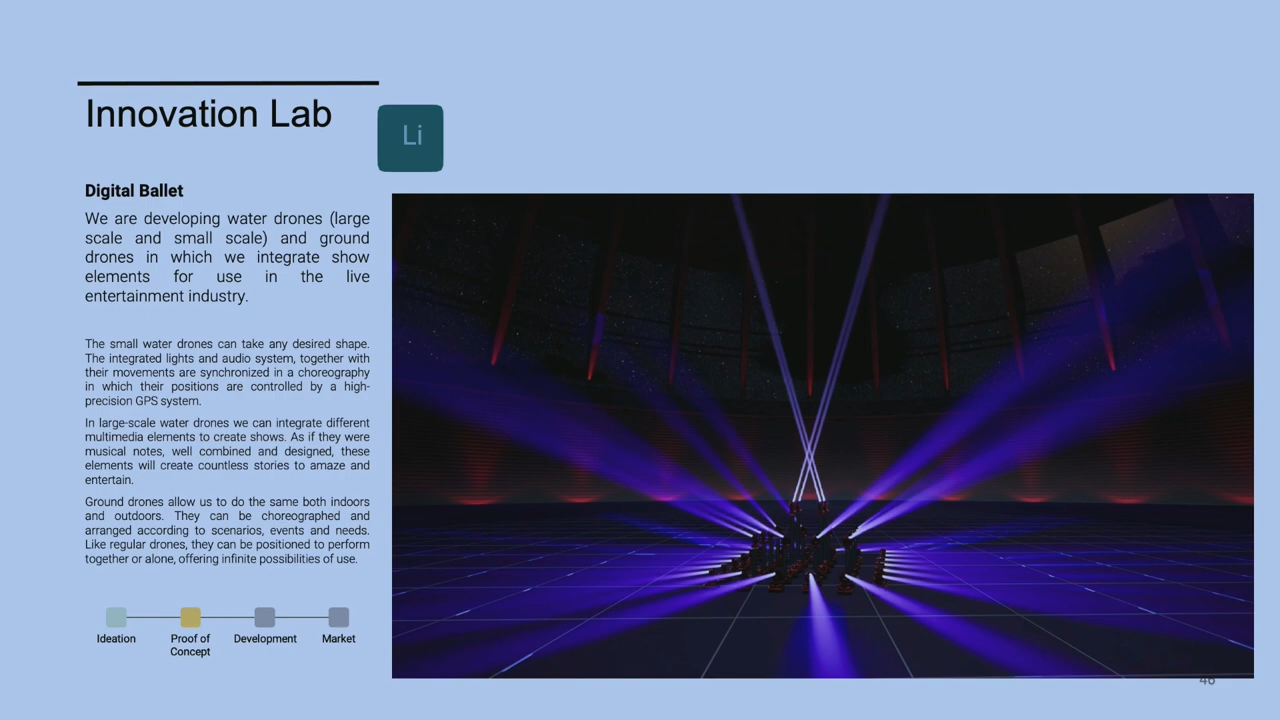 Innovation Lab
Li
Digital Ballet
We are developing water drones (large
scale and small scale) and ground
drones in which we integrate show
elements for use in the live
entertainment industry.
The small water drones can take any desired shape.
The integrated lights and audio system, together with
their movements are synchronized in a choreography
in which their positions are controlled by a high-
precision GPS system.
In large-scale water drones we can integrate different
multimedia elements to create shows. As if they were
musical notes, well combined and designed, these
elements will create countless stories to amaze and
entertain.
Ground drones allow us to do the same both indoors
and outdoors. They can be choreographed and
arranged according to scenarios, events and needs.
Like regular drones, they can be positioned to perform
together or alone, offering infinite possibilities of use.
Ideation
Proof of
Concept
Development
Market
46